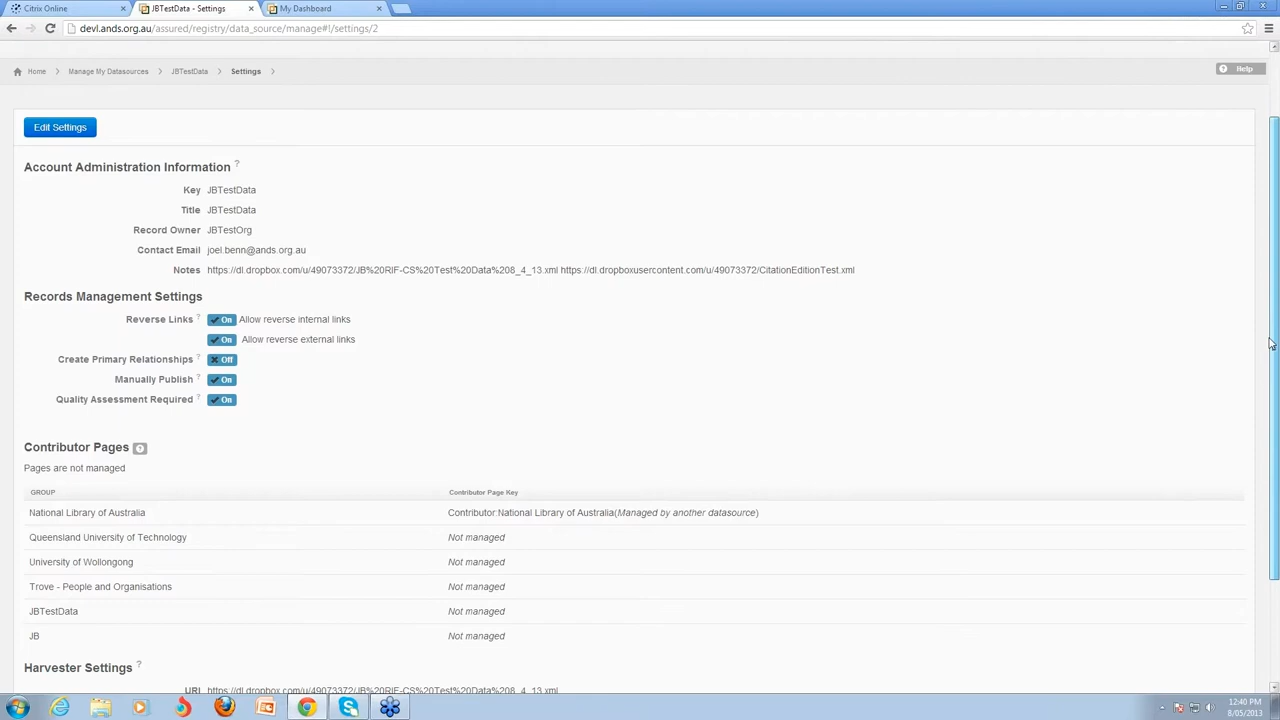 Citrix Online
JBTestData - Settings
My Dashboard
devl.ands.org.au/assured/registry/data_source/manage#!/settings/2
Home
Manage My Datasources
JBTestData
Settings
Help
Edit Settings
Account Administration Information ?
Key JBTestData
Title JBTestData
Record Owner JBTestOrg
Contact Email joel.benn@ands.org.au
Notes https://dl.dropbox.com/u/49073372/JB%20RIF-CS%20Test%20Data%208_4_13.xml https://dl.dropboxusercontent.com/u/49073372/CitationEditionTest.xml
Records Management Settings
Reverse Links ? On Allow reverse internal links
On Allow reverse external links
Create Primary Relationships ? Off
Manually Publish ? On
Quality Assessment Required ? On
Contributor Pages ?
Pages are not managed
GROUP Contributor Page Key
National Library of Australia Contributor:National Library of Australia(Managed by another datasource)
Queensland University of Technology Not managed
University of Wollongong Not managed
Trove - People and Organisations Not managed
JBTestData Not managed
JB Not managed
Harvester Settings ?
URI https://dl.dropbox.com/u/49073372/JB%20RIF-CS%20Test%20Data%208_4_13.xml
12:40 PM
8/05/2013